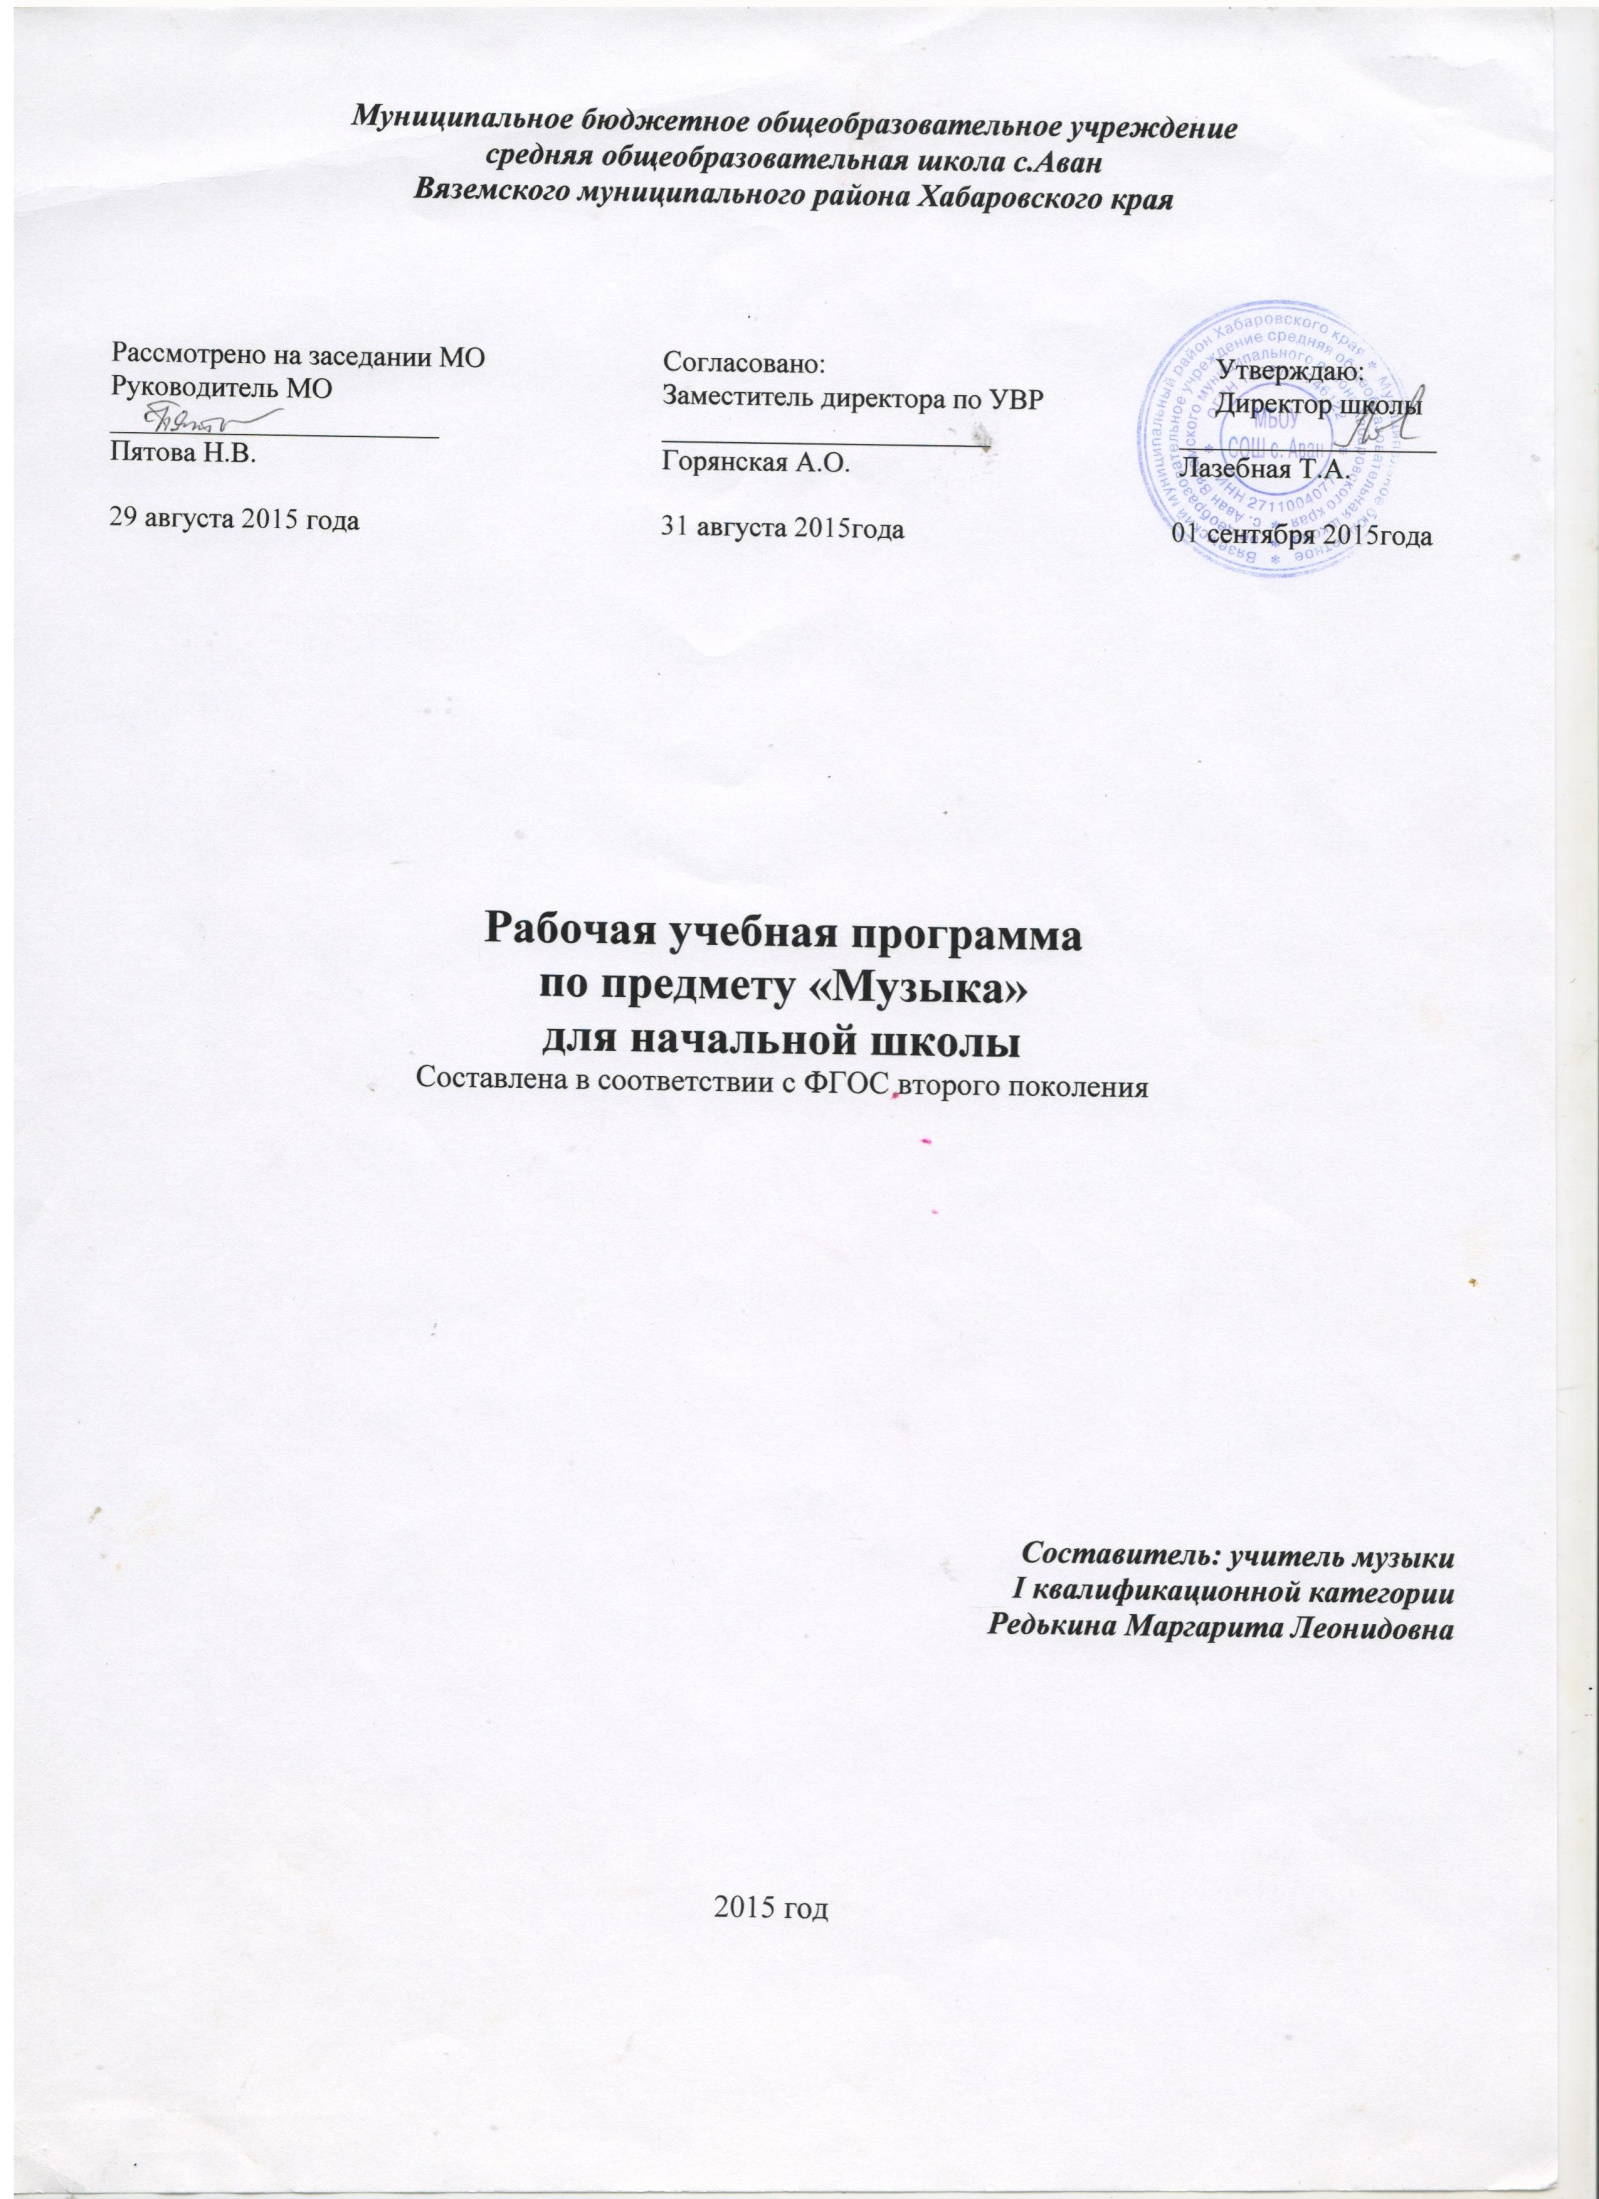 Муниципальное бюджетное общеобразовательное учреждение
средняя общеобразовательная школа с.Аван
Вяземского муниципального района Хабаровского края
Рассмотрено на заседании МО
Руководитель МО
Пятова Н.В.
29 августа 2015 года
Согласовано:
Заместитель директора по УВР
Горянская А.О.
31 августа 2015года
Утверждаю:
Директор школы
Лазебная Т.А.
01 сентября 2015года
МБОУ
СОШ с. Аван
Рабочая учебная программа
по предмету «Музыка»
для начальной школы
Составлена в соответствии с ФГОС второго поколения
Составитель: учитель музыки
I квалификационной категории
Редькина Маргарита Леонидовна
2015 год